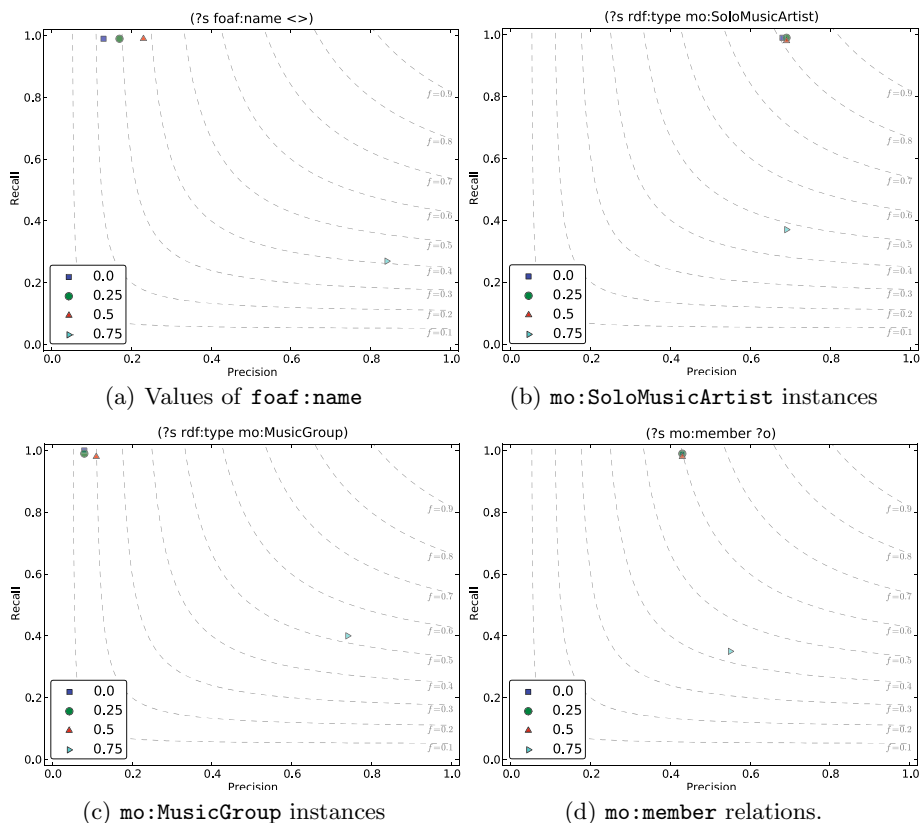 (?s foaf:name <>)
1.0
0.8
0.6
0.4
0.2
0.0
Recall
f=0.9
f=0.8
f=0.7
f=0.6
f=0.5
f=0.4
f=0.3
f=0.2
f=0.1
0.0
0.25
0.5
0.75
0.0 0.2 0.4 0.6 0.8 1.0
Precision
(a) Values of foaf:name
(?s rdf:type mo:SoloMusicArtist)
1.0
0.8
0.6
0.4
0.2
0.0
Recall
f=0.9
f=0.8
f=0.7
f=0.6
f=0.5
f=0.4
f=0.3
f=0.2
f=0.1
0.0
0.25
0.5
0.75
0.0 0.2 0.4 0.6 0.8 1.0
Precision
(b) mo:SoloMusicArtist instances
(?s rdf:type mo:MusicGroup)
1.0
0.8
0.6
0.4
0.2
0.0
Recall
f=0.9
f=0.8
f=0.7
f=0.6
f=0.5
f=0.4
f=0.3
f=0.2
f=0.1
0.0
0.25
0.5
0.75
0.0 0.2 0.4 0.6 0.8 1.0
Precision
(c) mo:MusicGroup instances
(?s mo:member ?o)
1.0
0.8
0.6
0.4
0.2
0.0
Recall
f=0.9
f=0.8
f=0.7
f=0.6
f=0.5
f=0.4
f=0.3
f=0.2
f=0.1
0.0
0.25
0.5
0.75
0.0 0.2 0.4 0.6 0.8 1.0
Precision
(d) mo:member relations.